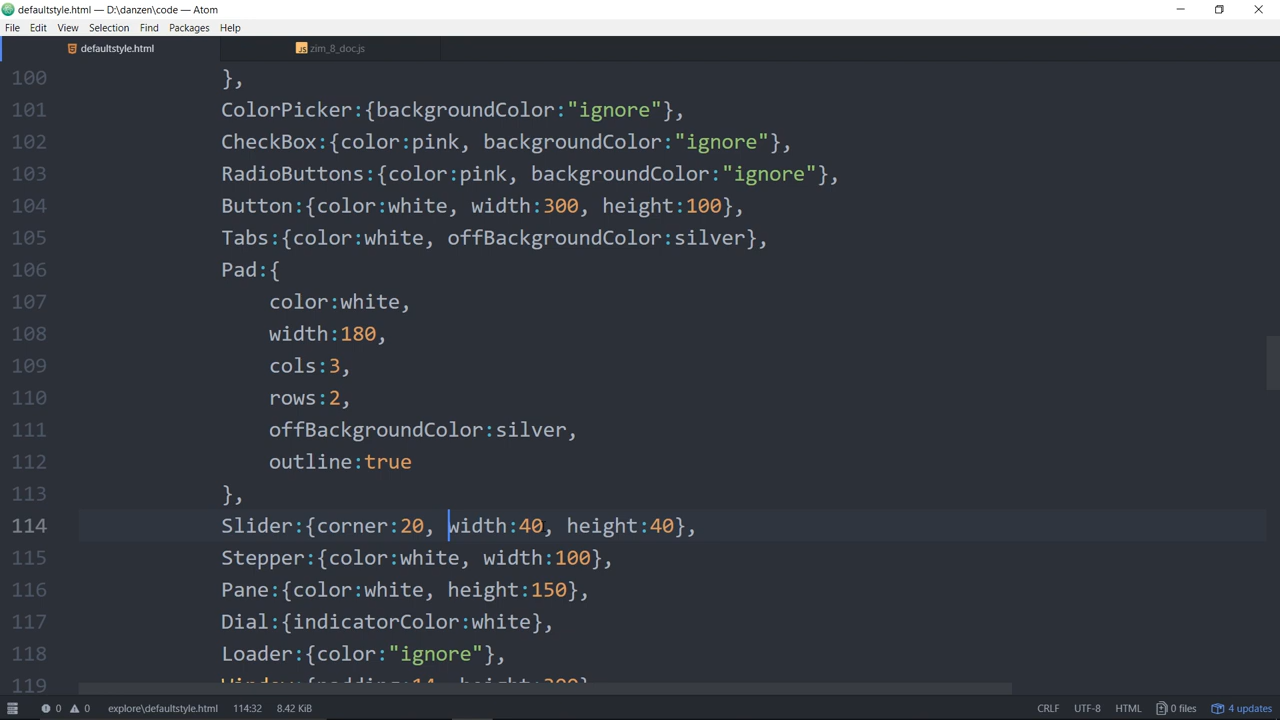 defaultstyle.html — D:\danzen\code — Atom
File Edit View Selection Find Packages Help
defaultstyle.html zim_8_doc.js
100 },
101 ColorPicker:{backgroundColor:"ignore"},
102 CheckBox:{color:pink, backgroundColor:"ignore"},
103 RadioButtons:{color:pink, backgroundColor:"ignore"},
104 Button:{color:white, width:300, height:100},
105 Tabs:{color:white, offBackgroundColor:silver},
106 Pad:{
107 color:white,
108 width:180,
109 cols:3,
110 rows:2,
111 offBackgroundColor:silver,
112 outline:true
113 },
114 Slider:{corner:20, width:40, height:40},
115 Stepper:{color:white, width:100},
116 Pane:{color:white, height:150},
117 Dial:{indicatorColor:white},
118 Loader:{color:"ignore"},
119 Window:{padding:14, height:300}
0 0 explore\defaultstyle.html 114:32 8.42 KiB CRLF UTF-8 HTML 0 files 4 updates